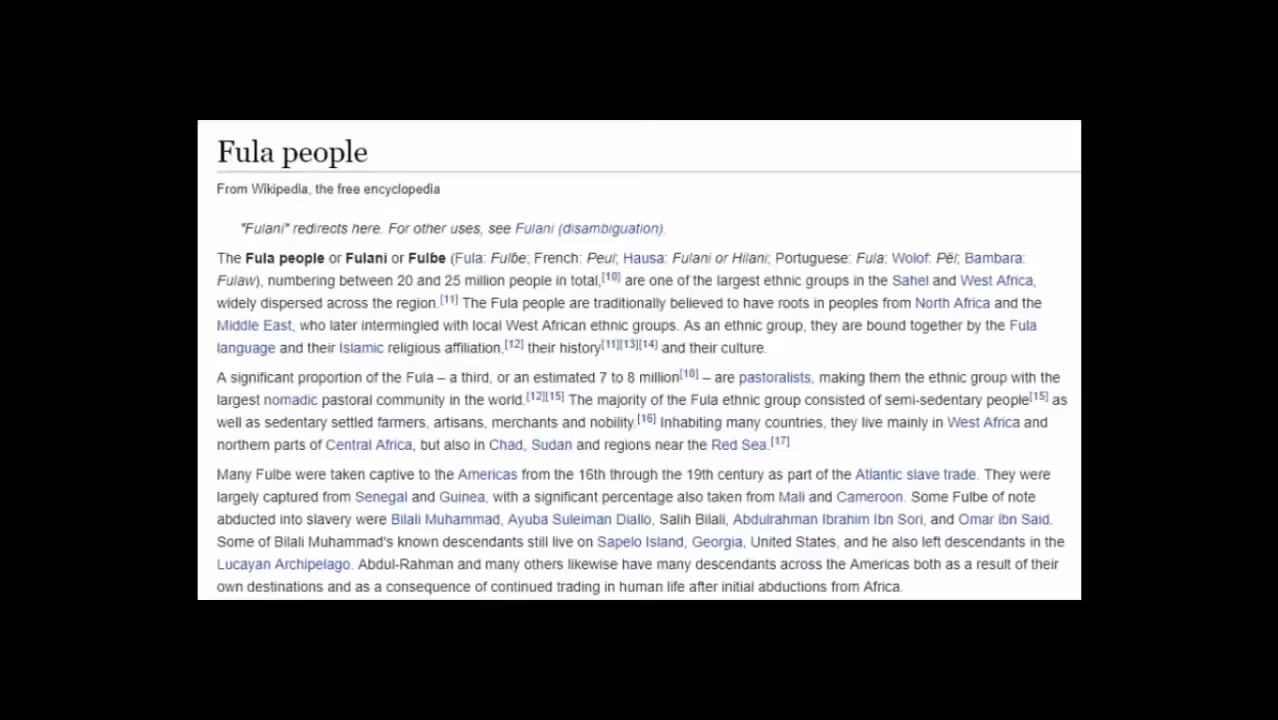 Fula people
From Wikipedia, the free encyclopedia
"Fulani" redirects here. For other uses, see Fulani (disambiguation).
The Fula people or Fulani or Fulɓe (Fula: Fulɓe; French: Peul; Hausa: Fulani or Hilani; Portuguese: Fula; Wolof: Pël; Bambara:
Fulaw), numbering between 20 and 25 million people in total,[10] are one of the largest ethnic groups in the Sahel and West Africa,
widely dispersed across the region.[11] The Fula people are traditionally believed to have roots in peoples from North Africa and the
Middle East, who later intermingled with local West African ethnic groups. As an ethnic group, they are bound together by the Fula
language and their Islamic religious affiliation,[12] their history[11][13][14] and their culture.
A significant proportion of the Fula – a third, or an estimated 7 to 8 million[10] – are pastoralists, making them the ethnic group with the
largest nomadic pastoral community in the world.[12][15] The majority of the Fula ethnic group consisted of semi-sedentary people[15] as
well as sedentary settled farmers, artisans, merchants and nobility.[16] Inhabiting many countries, they live mainly in West Africa and
northern parts of Central Africa, but also in Chad, Sudan and regions near the Red Sea.[17]
Many Fulbe were taken captive to the Americas from the 16th through the 19th century as part of the Atlantic slave trade. They were
largely captured from Senegal and Guinea, with a significant percentage also taken from Mali and Cameroon. Some Fulbe of note
abducted into slavery were Bilali Muhammad, Ayuba Suleiman Diallo, Salih Bilali, Abdulrahman Ibrahim Ibn Sori, and Omar ibn Said.
Some of Bilali Muhammad's known descendants still live on Sapelo Island, Georgia, United States, and he also left descendants in the
Lucayan Archipelago. Abdul-Rahman and many others likewise have many descendants across the Americas both as a result of their
own destinations and as a consequence of continued trading in human life after initial abductions from Africa.